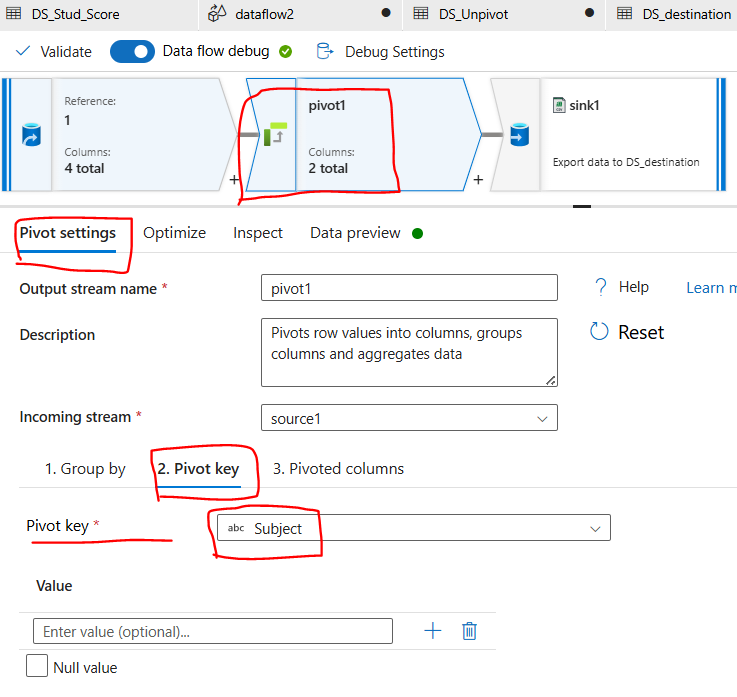 DS_Stud_Score
dataflow2
DS_Unpivot
DS_destination
Validate
Data flow debug
Debug Settings
Reference:
1
Columns:
4 total
+
pivot1
Columns:
2 total
+
sink1
Export data to DS_destination
Pivot settings
Optimize
Inspect
Data preview
Output stream name *
pivot1
Help
Learn m
Description
Pivots row values into columns, groups
columns and aggregates data
Reset
Incoming stream *
source1
1. Group by
2. Pivot key
3. Pivoted columns
Pivot key *
abc Subject
Value
Enter value (optional)...
Null value